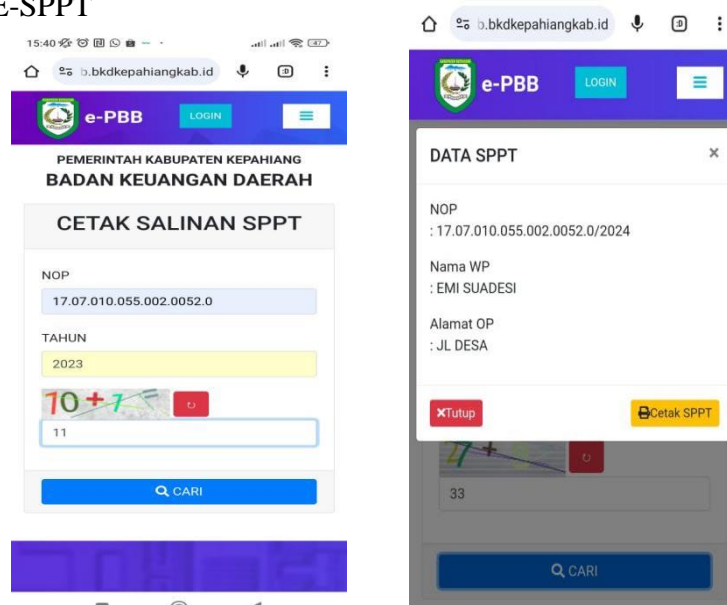 E-SPPT
15:40
b.bkdkepahiangkab.id
e-PBB
LOGIN
PEMERINTAH KABUPATEN KEPAHIANG
BADAN KEUANGAN DAERAH
CETAK SALINAN SPPT
NOP
17.07.010.055.002.0052.0
TAHUN
2023
10+1=
11
CARI
b.bkdkepahiangkab.id
e-PBB
LOGIN
DATA SPPT
×
NOP
: 17.07.010.055.002.0052.0/2024
Nama WP
: EMI SUADESI
Alamat OP
: JL DESA
Tutup
Cetak SPPT
33
CARI